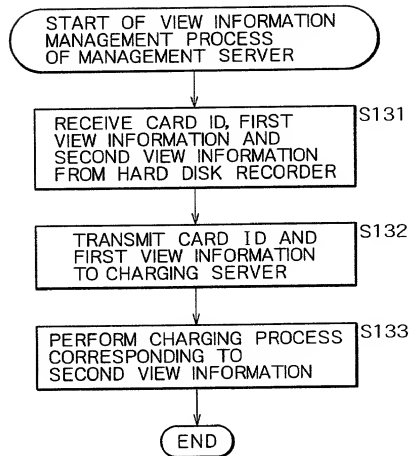 START OF VIEW INFORMATION
MANAGEMENT PROCESS
OF MANAGEMENT SERVER
S131
RECEIVE CARD ID, FIRST
VIEW INFORMATION AND
SECOND VIEW INFORMATION
FROM HARD DISK RECORDER
S132
TRANSMIT CARD ID AND
FIRST VIEW INFORMATION
TO CHARGING SERVER
S133
PERFORM CHARGING PROCESS
CORRESPONDING TO
SECOND VIEW INFORMATION
END